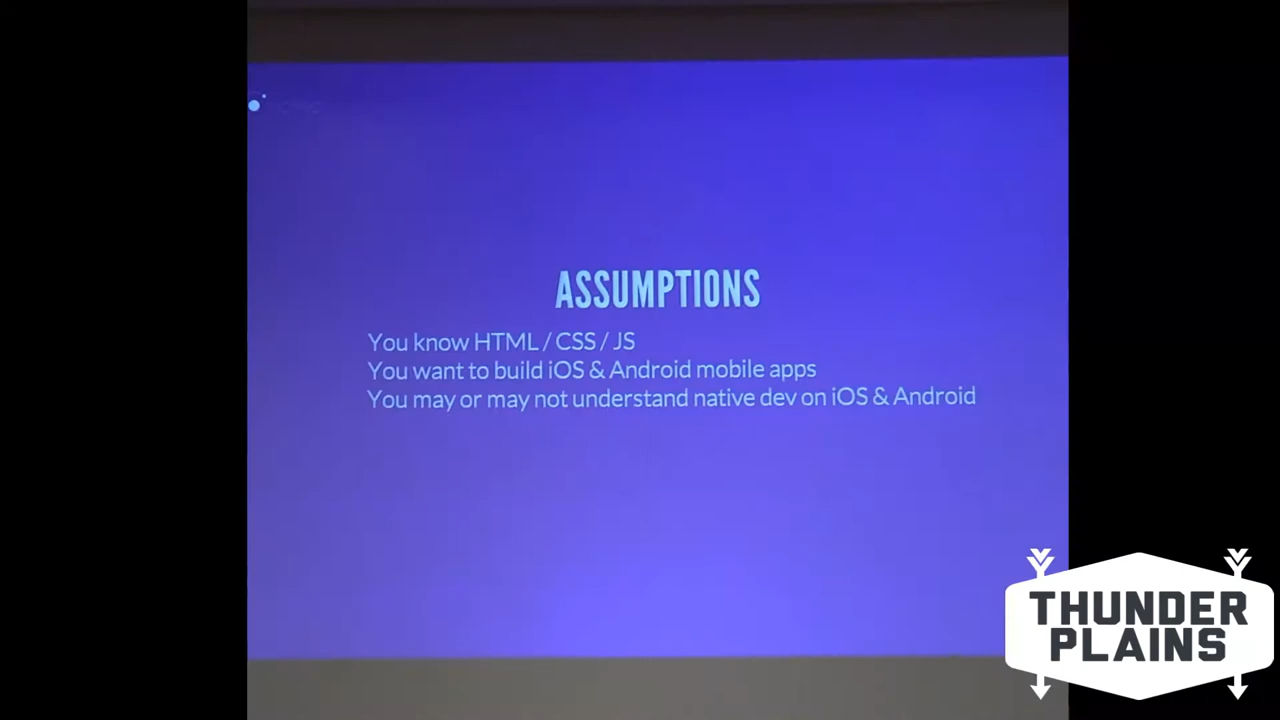 ASSUMPTIONS
You know HTML / CSS / JS
You want to build iOS & Android mobile apps
You may or may not understand native dev on iOS & Android
THUNDER
PLAINS